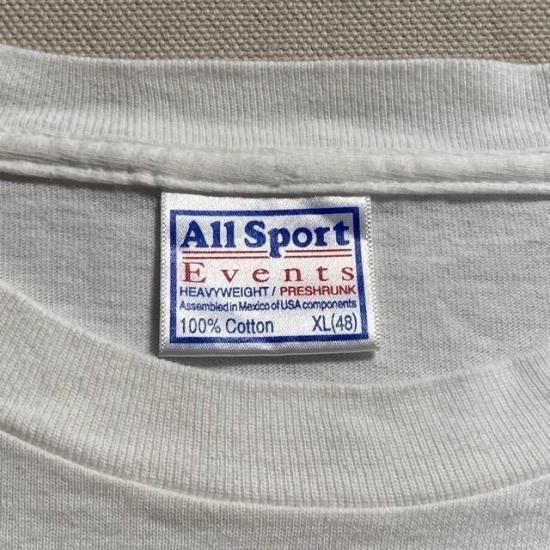 All Sport
Events
HEAVYWEIGHT / PRESHRUNK
Assembled in Mexico of USA components
100% Cotton XL(48)